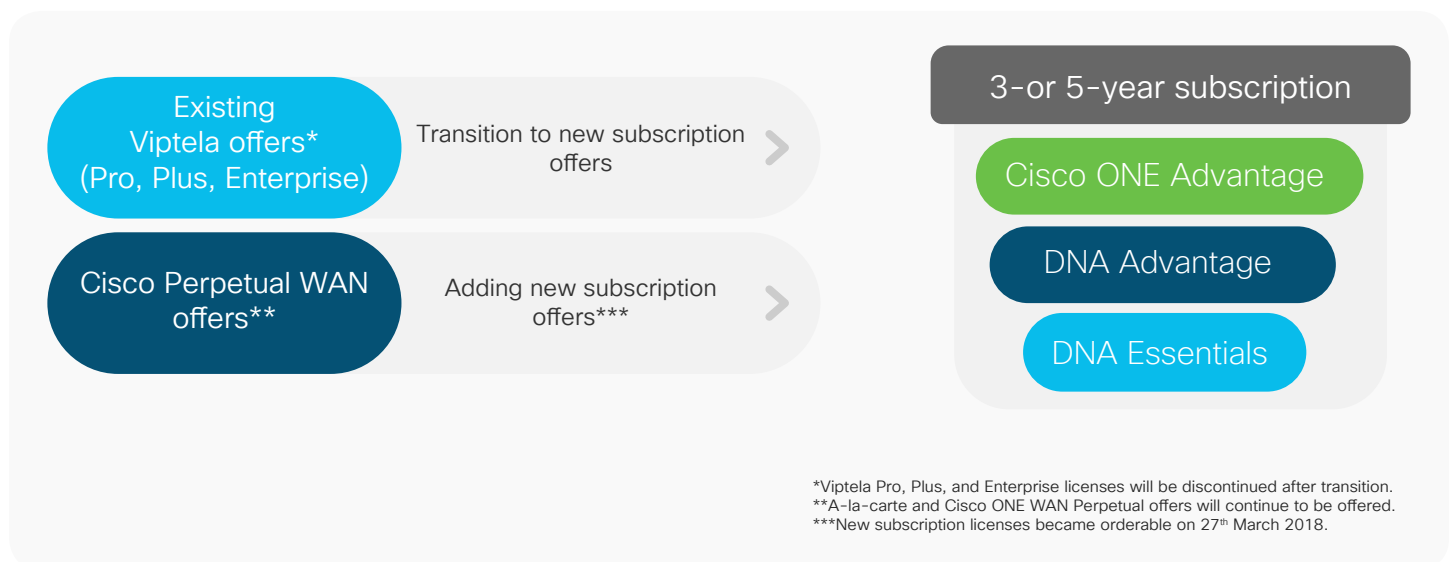 Existing
Viptela offers*
(Pro, Plus, Enterprise)
Transition to new subscription
offers
Cisco Perpetual WAN
offers**
Adding new subscription
offers***
3-or 5-year subscription
Cisco ONE Advantage
DNA Advantage
DNA Essentials
*Viptela Pro, Plus, and Enterprise licenses will be discontinued after transition.
**A-la-carte and Cisco ONE WAN Perpetual offers will continue to be offered.
***New subscription licenses became orderable on 27th March 2018.